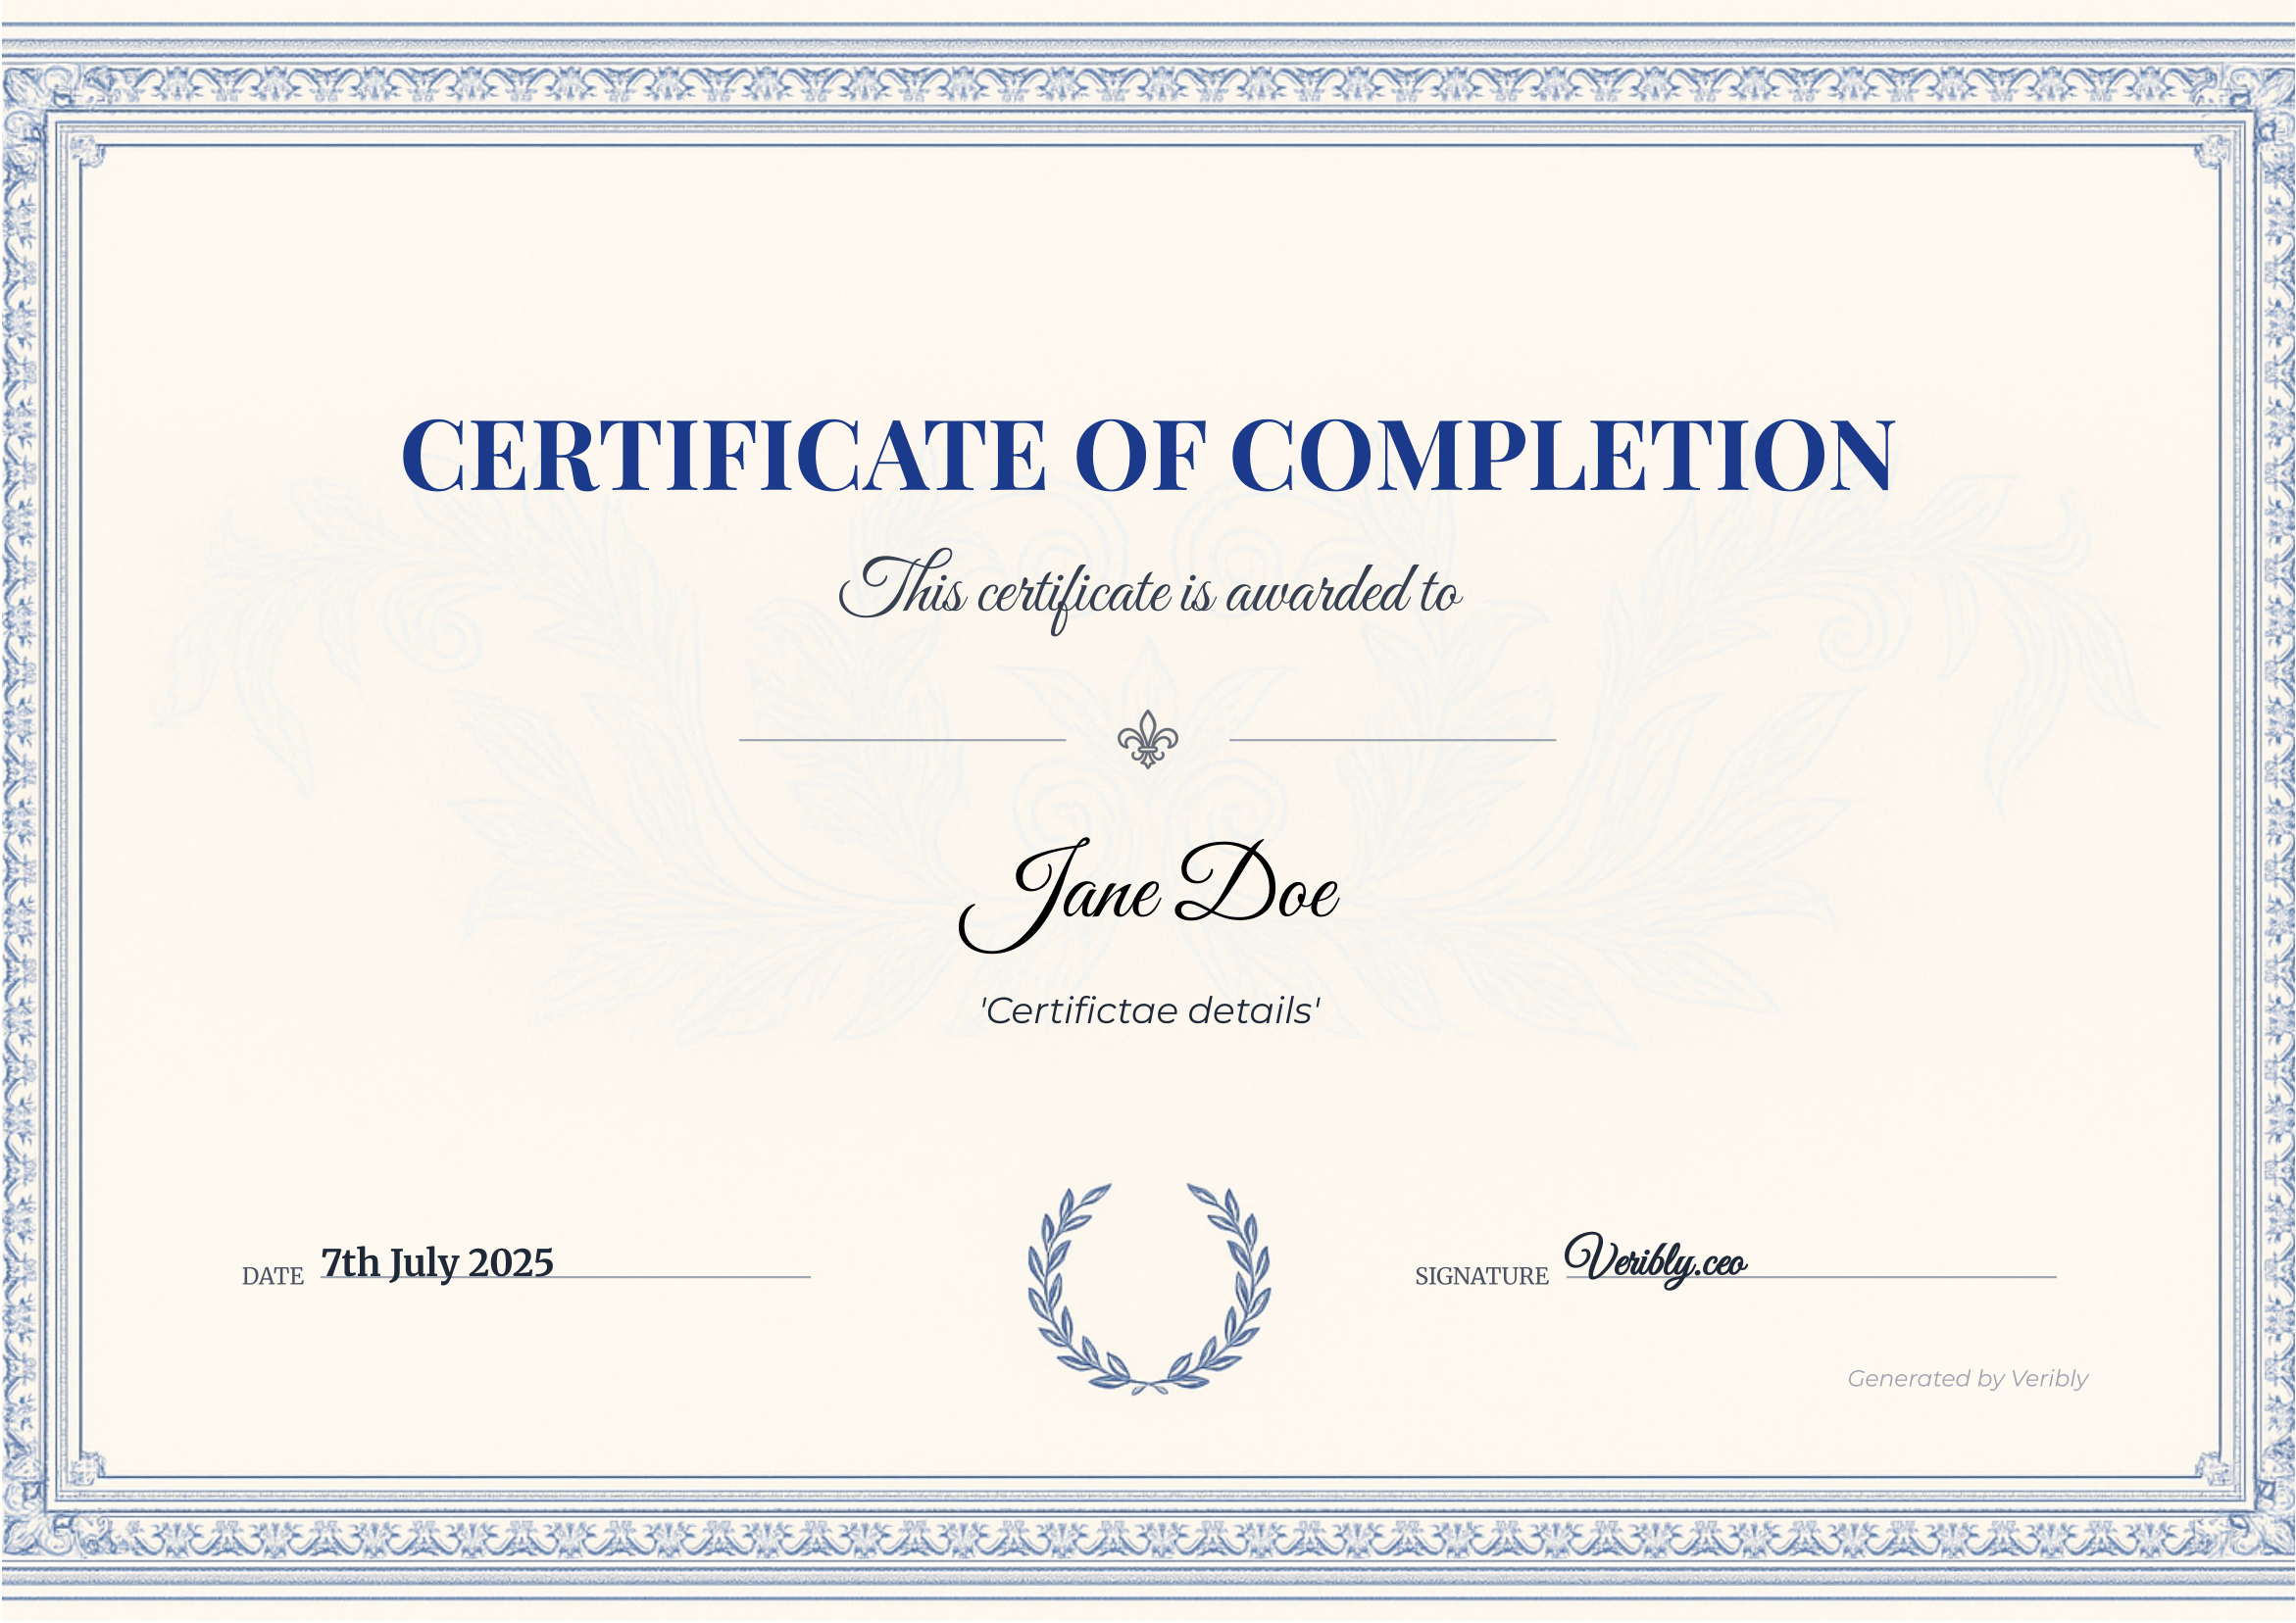 CERTIFICATE OF COMPLETION
This certificate is awarded to
Jane Doe
'Certifictae details'
DATE 7th July 2025
SIGNATURE Veribly.ceo
Generated by Veribly